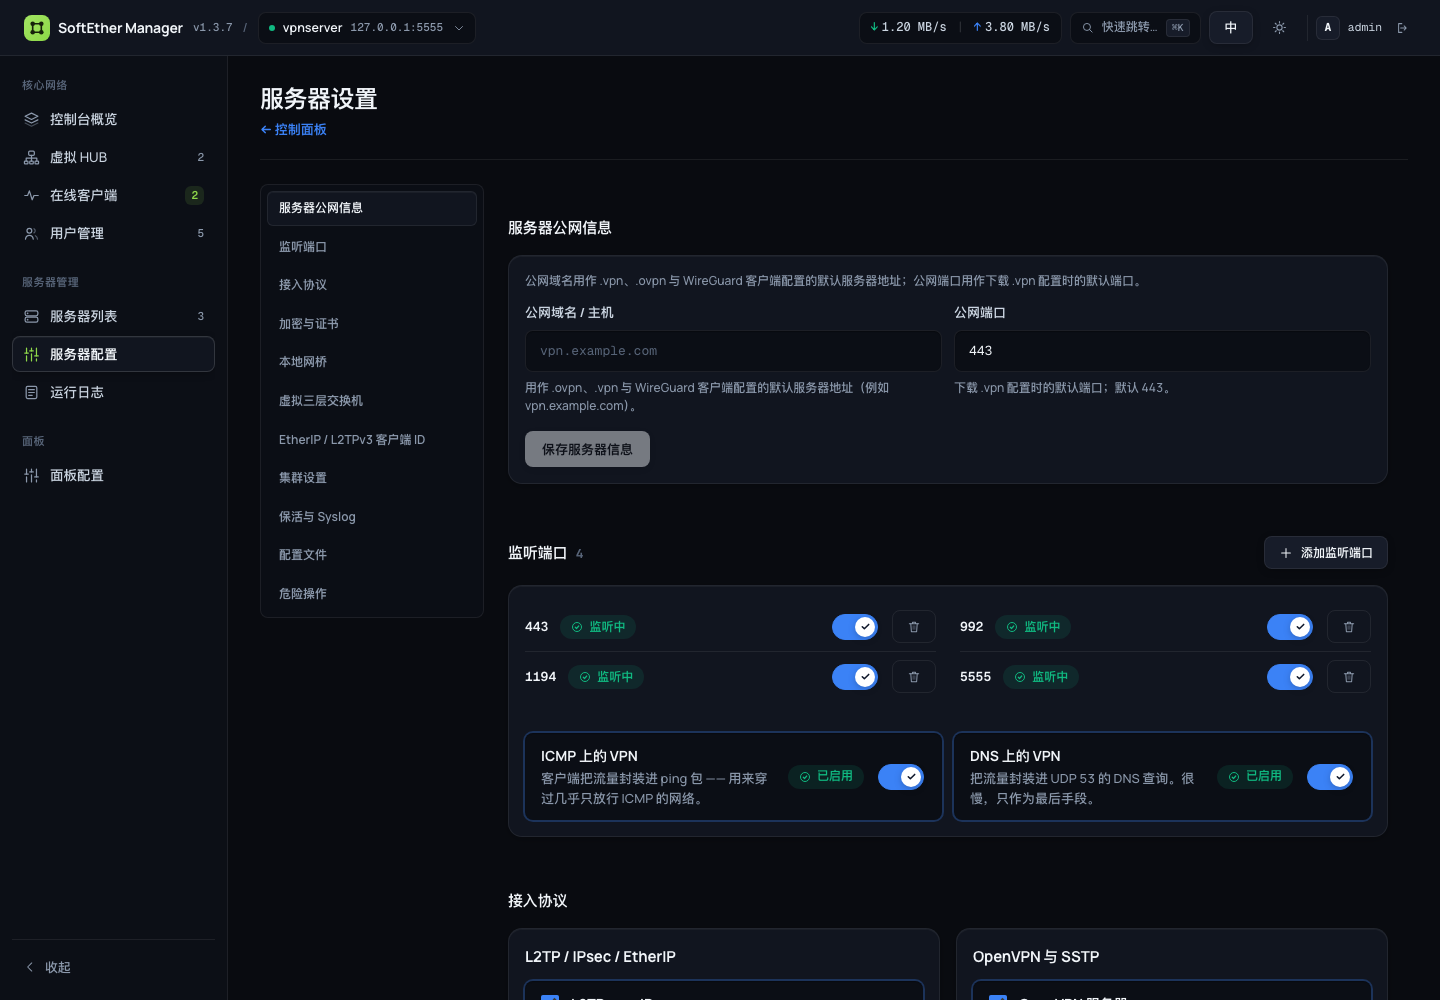 SoftEther Manager v1.3.7 / vpnserver 127.0.0.1:5555
1.20 MB/s 3.80 MB/s 快速跳转... ⌘K 中 A admin
核心网络
控制台概览
虚拟 HUB 2
在线客户端 2
用户管理 5
服务器管理
服务器列表 3
服务器配置
运行日志
面板
面板配置
收起
服务器设置
← 控制面板
服务器公网信息
监听端口
接入协议
加密与证书
本地网桥
虚拟三层交换机
EtherIP / L2TPv3 客户端 ID
集群设置
保活与 Syslog
配置文件
危险操作
服务器公网信息
公网域名用作 .vpn、.ovpn 与 WireGuard 客户端配置的默认服务器地址；公网端口用作下载 .vpn 配置时的默认端口。
公网域名 / 主机
vpn.example.com
用作 .ovpn、.vpn 与 WireGuard 客户端配置的默认服务器地址（例如
vpn.example.com）。
公网端口
443
下载 .vpn 配置时的默认端口；默认 443。
保存服务器信息
监听端口 4
添加监听端口
443 监听中
992 监听中
1194 监听中
5555 监听中
ICMP 上的 VPN
客户端把流量封装进 ping 包 —— 用来穿
过几乎只放行 ICMP 的网络。
已启用
DNS 上的 VPN
把流量封装进 UDP 53 的 DNS 查询。很
慢，只作为最后手段。
已启用
接入协议
L2TP / IPsec / EtherIP
OpenVPN 与 SSTP